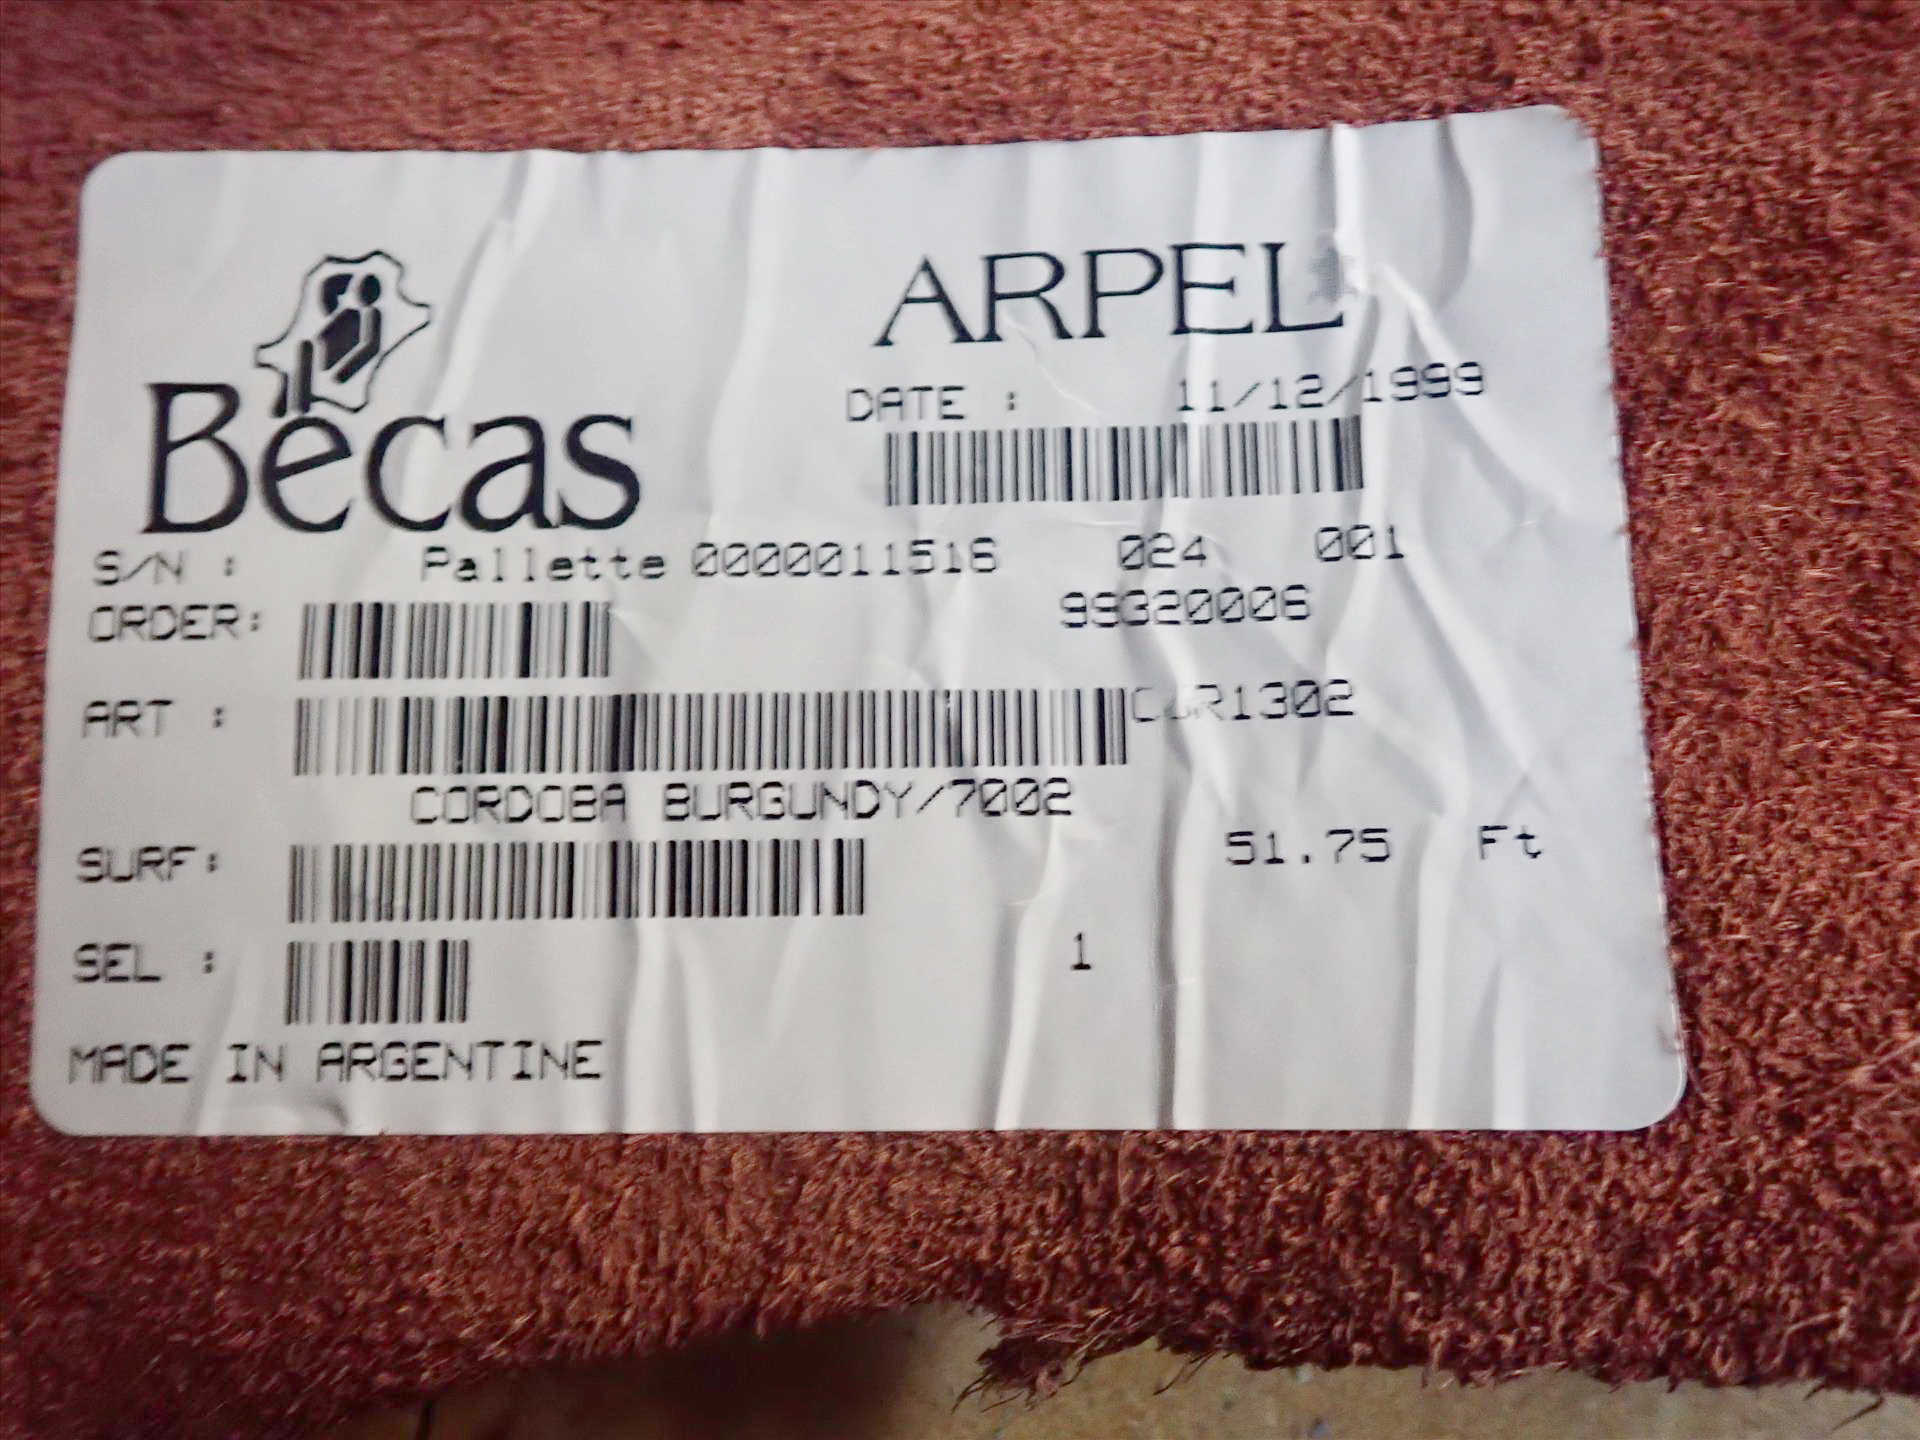 Becas
ARPEL
DATE : 11/12/1999
S/N : Pallette 0000011516 024 001
ORDER: 99320006
ART :
CORDOBA BURGUNDY/7002
SURF: 51.75 Ft
SEL : 1
MADE IN ARGENTINE